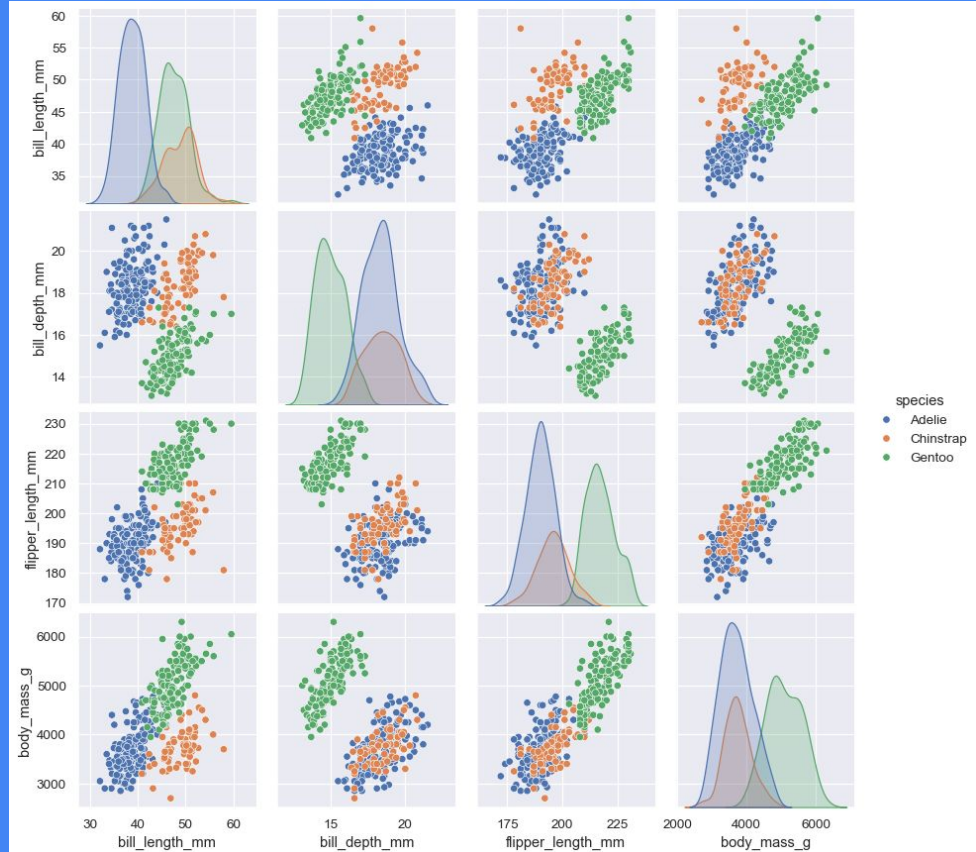 60
55
50
45
40
35
bill_length_mm
20
18
16
14
bill_depth_mm
230
220
210
200
190
180
170
flipper_length_mm
6000
5000
4000
3000
body_mass_g
30 40 50 60
bill_length_mm
15 20
bill_depth_mm
175 200 225
flipper_length_mm
2000 4000 6000
body_mass_g
species
Adelie
Chinstrap
Gentoo